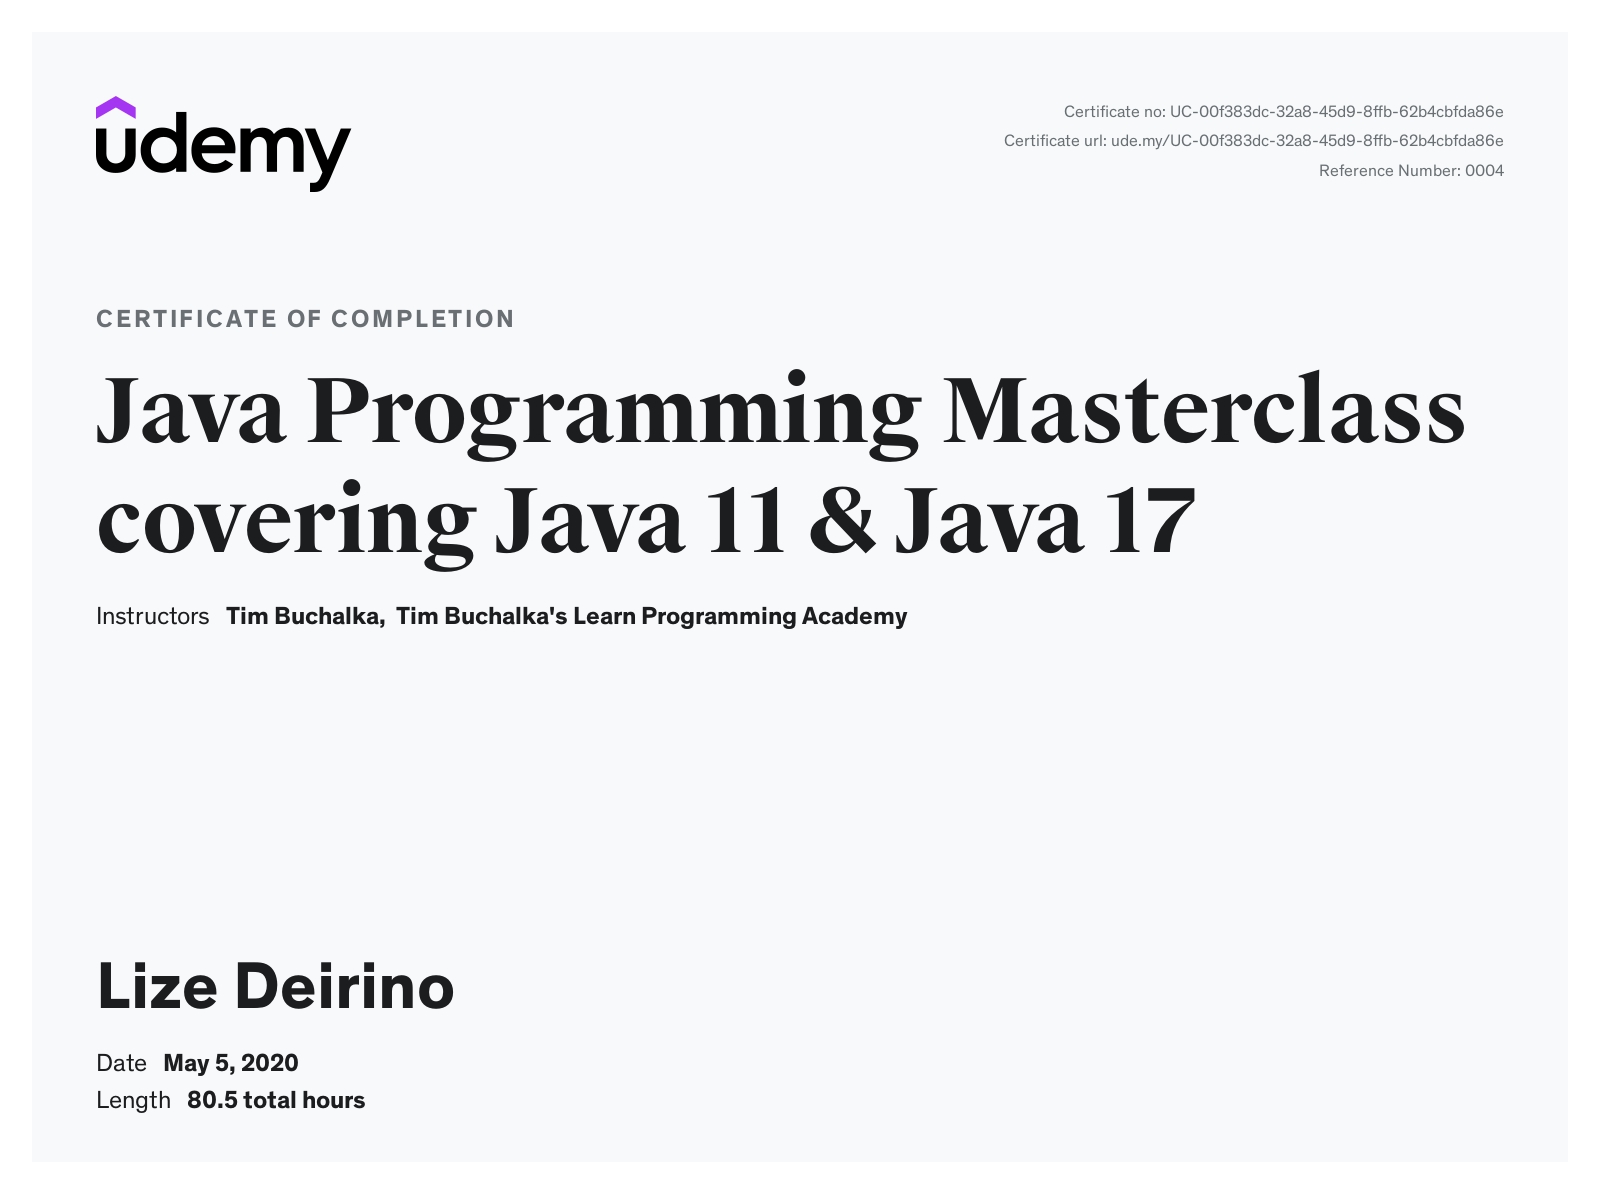 udemy
Certificate no: UC-00f383dc-32a8-45d9-8ffb-62b4cbfda86e
Certificate url: ude.my/UC-00f383dc-32a8-45d9-8ffb-62b4cbfda86e
Reference Number: 0004
CERTIFICATE OF COMPLETION
Java Programming Masterclass
covering Java 11 & Java 17
Instructors Tim Buchalka, Tim Buchalka's Learn Programming Academy
Lize Deirino
Date May 5, 2020
Length 80.5 total hours